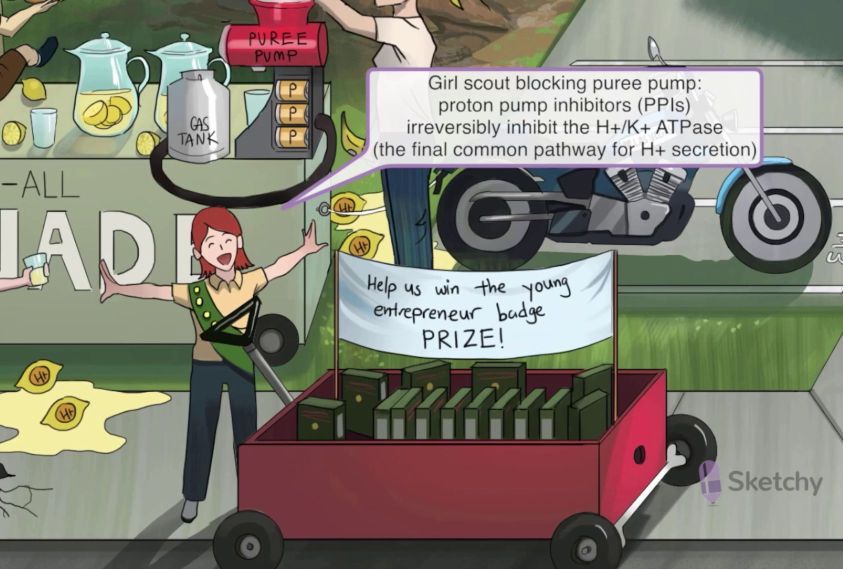 PUREE
PUMP
P
P
P
GAS
TANK
Girl scout blocking puree pump:
proton pump inhibitors (PPIs)
irreversibly inhibit the H+/K+ ATPase
(the final common pathway for H+ secretion)
-ALL
ADE
H+
H+
Help us win the young
entrepreneur badge
PRIZE!
H+
H+
Sketchy